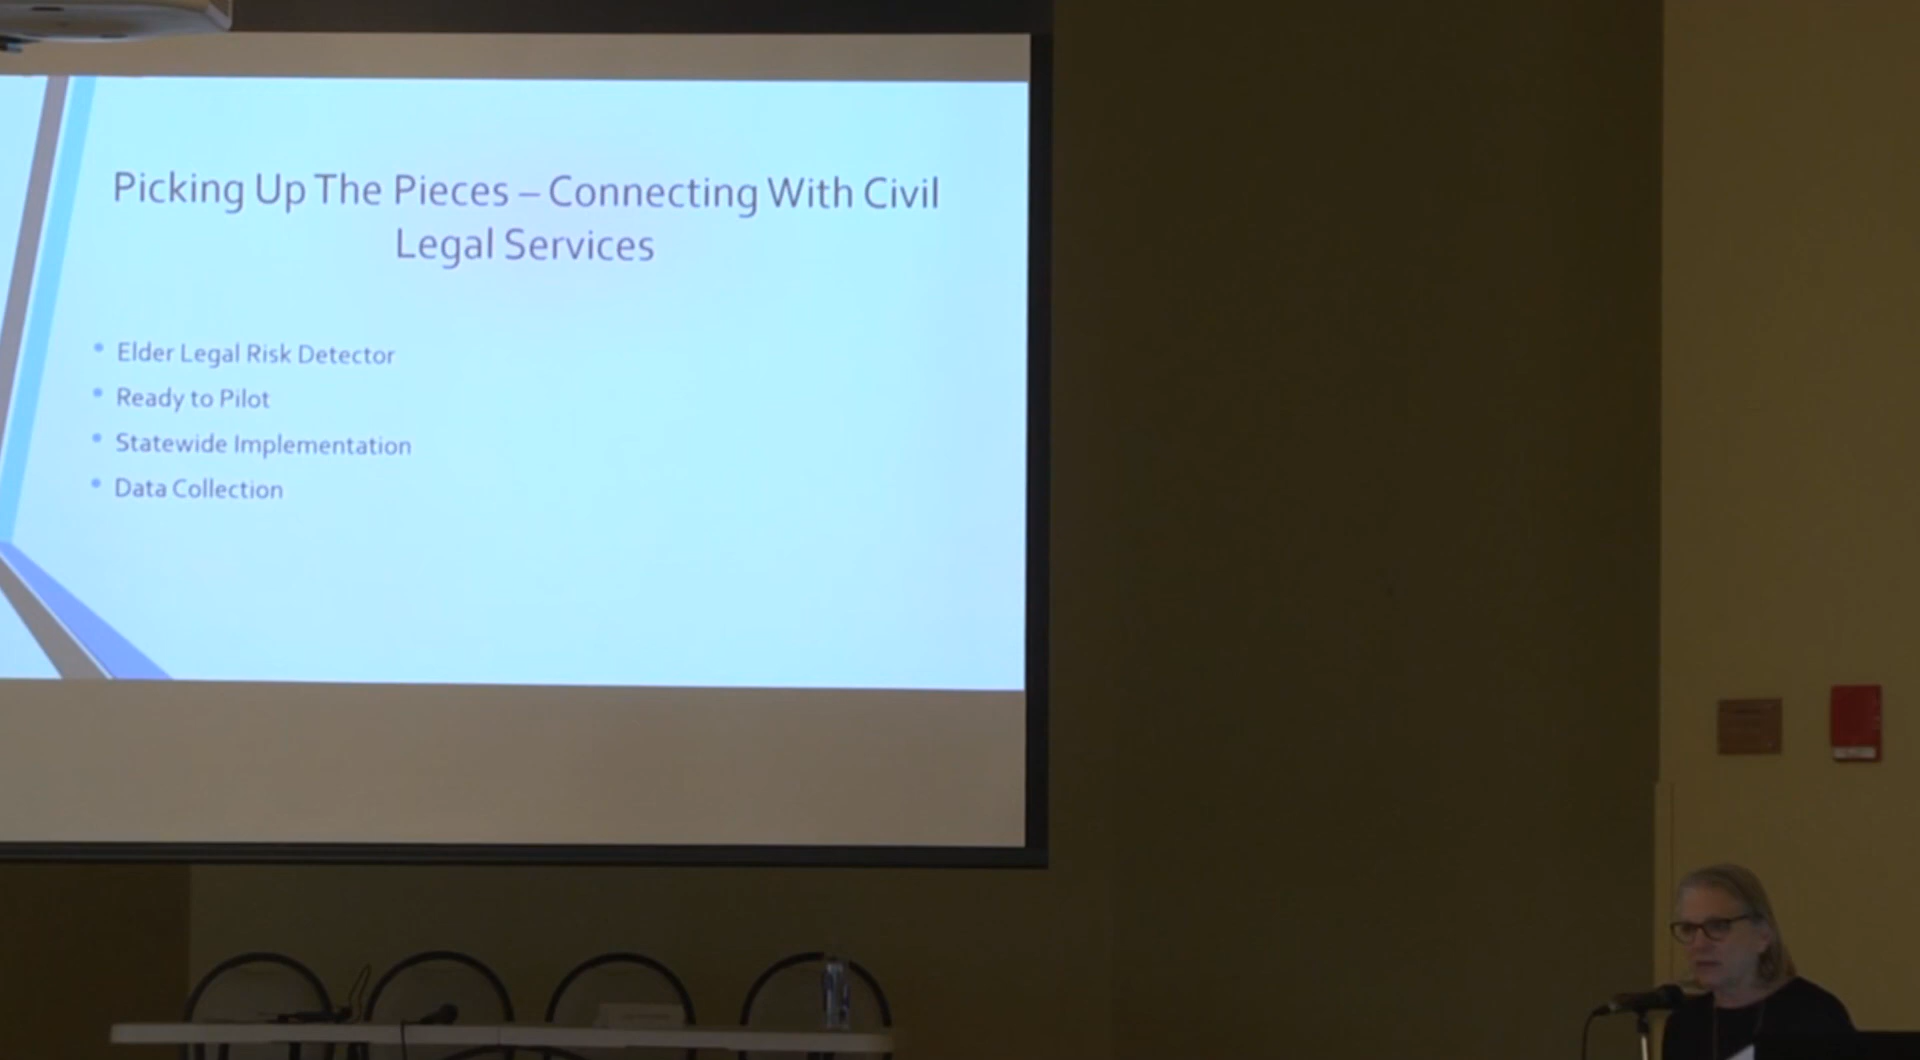 Picking Up The Pieces – Connecting With Civil
Legal Services
• Elder Legal Risk Detector
• Ready to Pilot
• Statewide Implementation
• Data Collection